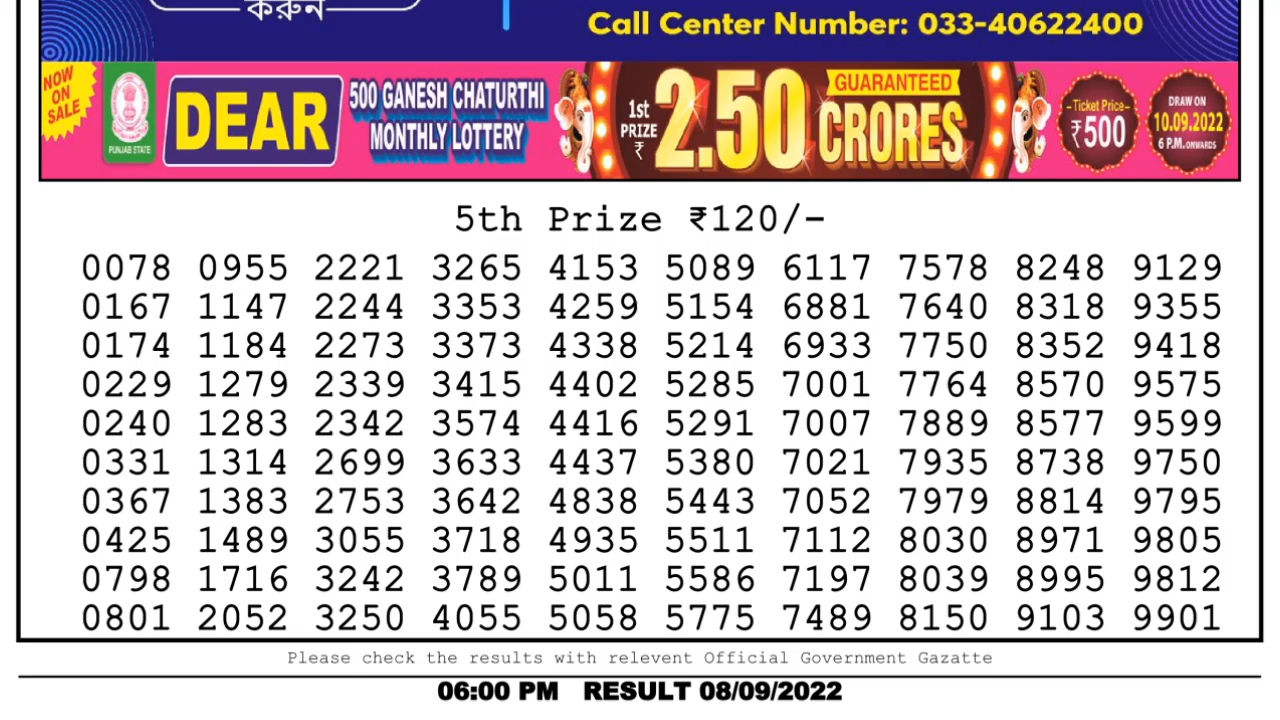 করুন
Call Center Number: 033-40622400
NOW
ON
SALE
PUNJAB STATE
DEAR
500 GANESH CHATURTHI
MONTHLY LOTTERY
1st
PRIZE
₹
2.50
GUARANTEED
CRORES
Ticket Price
₹500
DRAW ON
10.09.2022
6 P.M. ONWARDS
5th Prize ₹120/-
0078 0955 2221 3265 4153 5089 6117 7578 8248 9129
0167 1147 2244 3353 4259 5154 6881 7640 8318 9355
0174 1184 2273 3373 4338 5214 6933 7750 8352 9418
0229 1279 2339 3415 4402 5285 7001 7764 8570 9575
0240 1283 2342 3574 4416 5291 7007 7889 8577 9599
0331 1314 2699 3633 4437 5380 7021 7935 8738 9750
0367 1383 2753 3642 4838 5443 7052 7979 8814 9795
0425 1489 3055 3718 4935 5511 7112 8030 8971 9805
0798 1716 3242 3789 5011 5586 7197 8039 8995 9812
0801 2052 3250 4055 5058 5775 7489 8150 9103 9901
Please check the results with relevent Official Government Gazatte
06:00 PM RESULT 08/09/2022